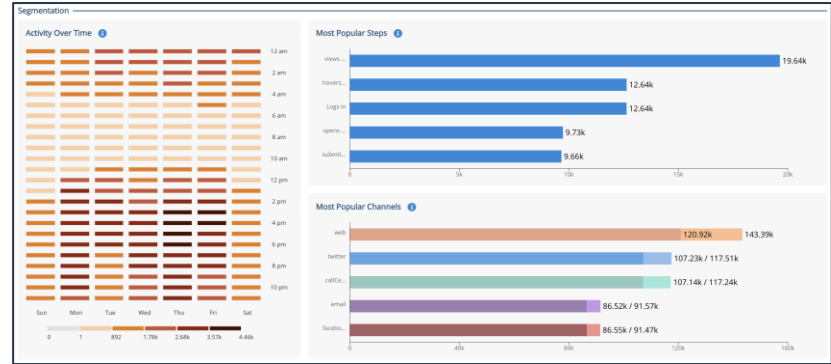 Segmentation
Activity Over Time
12 am
2 am
4 am
6 am
8 am
10 am
12 pm
2 pm
4 pm
6 pm
8 pm
10 pm
Sun Mon Tue Wed Thu Fri Sat
0 1 892 1.78k 2.68k 3.57k 4.46k
Most Popular Steps
views ... 19.64k
hovers... 12.64k
Logs in 12.64k
opens ... 9.73k
submit... 9.66k
0 5k 10k 15k 20k
Most Popular Channels
web 120.92k 143.39k
twitter 107.23k / 117.51k
callCe... 107.14k / 117.24k
email 86.52k / 91.57k
facebo... 86.55k / 91.47k
0 40k 80k 120k 160k